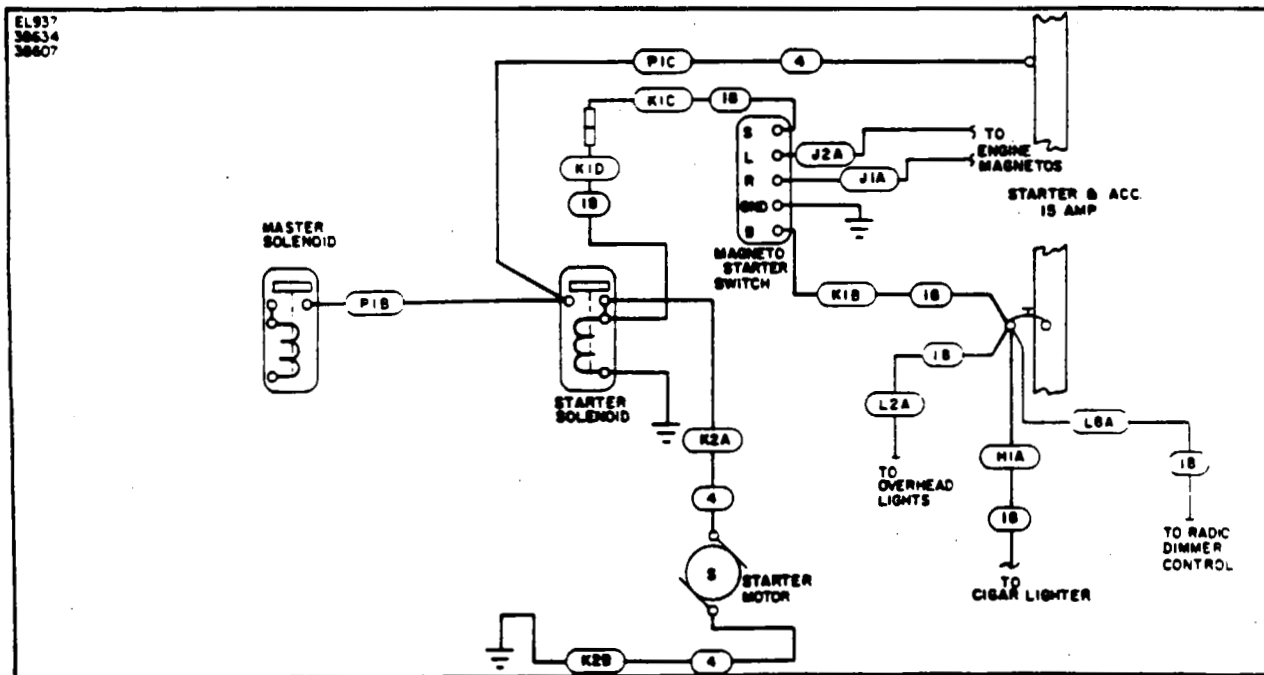 EL937
38634
38607
P1C
4
K1C
18
S
L
R
GND
B
J2A
J1A
TO
ENGINE
MAGNETOS
STARTER & ACC.
15 AMP
K1D
18
MASTER
SOLENOID
MAGNETO
STARTER
SWITCH
P1B
K1B
18
STARTER
SOLENOID
18
L2A
K2A
H1A
L6A
18
TO
OVERHEAD
LIGHTS
4
18
TO RADIO
DIMMER
CONTROL
S
STARTER
MOTOR
TO
CIGAR LIGHTER
K2B
4